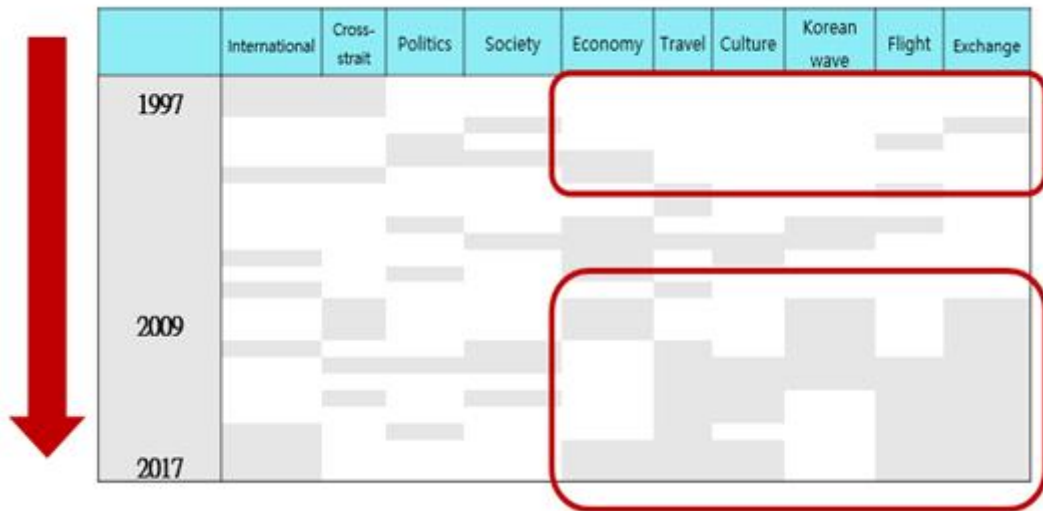 International Cross- Politics Society Economy Travel Culture Korean Flight Exchange
strait wave
1997
2009
2017